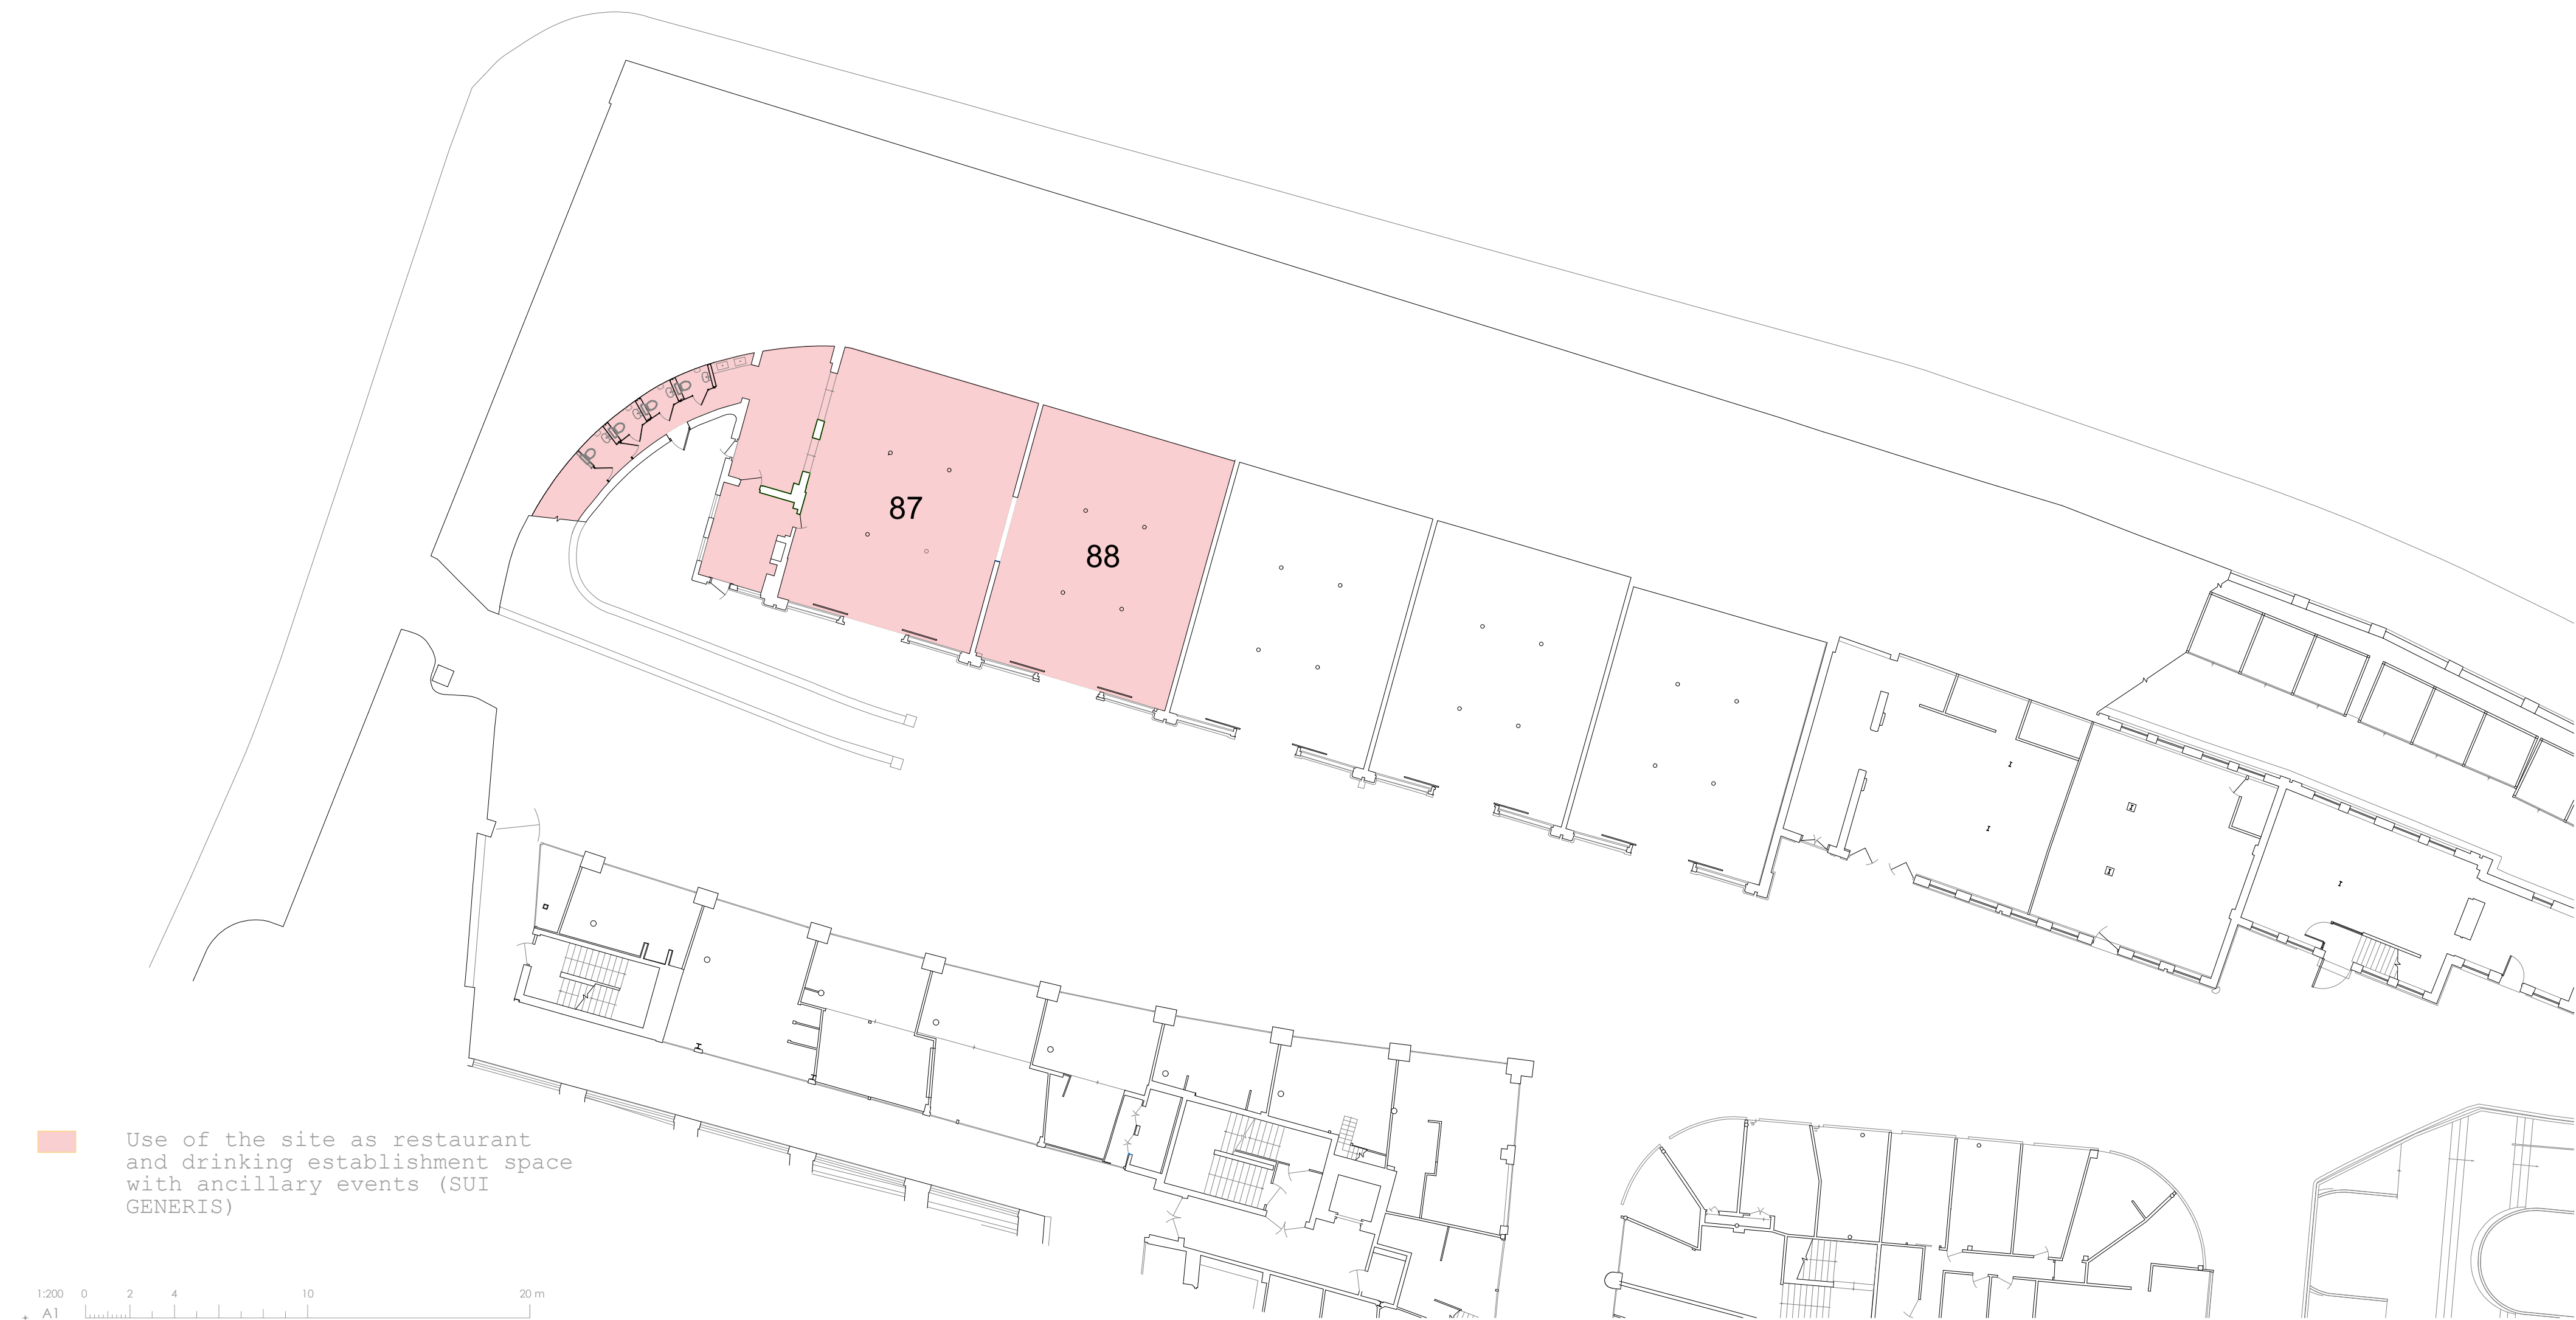 87
88
Use of the site as restaurant
and drinking establishment space
with ancillary events (SUI
GENERIS)
1:200 0 2 4 10 20 m
A1